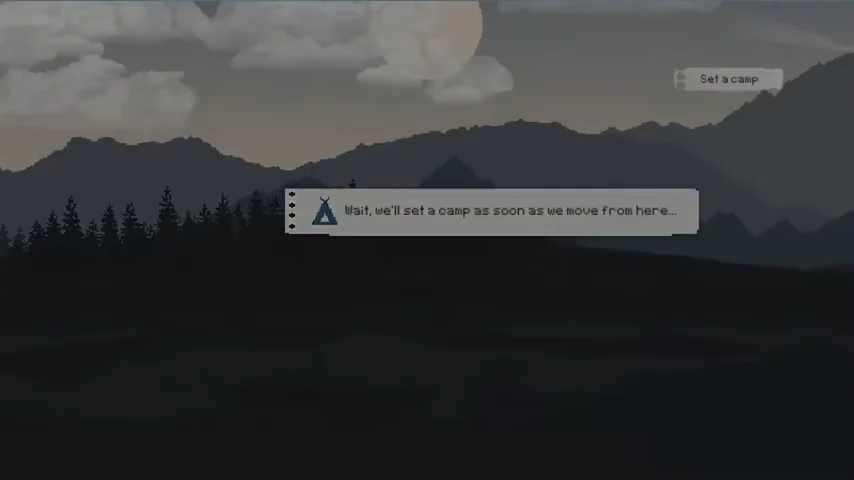 Set a camp
Wait, we'll set a camp as soon as we move from here...